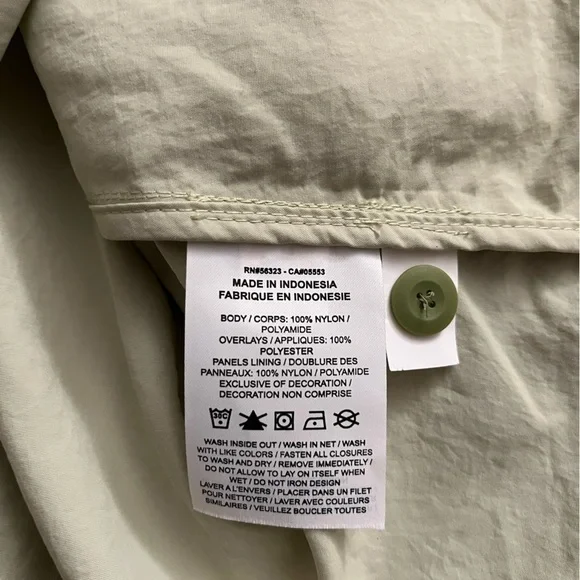 RN#56323 - CA#05553
MADE IN INDONESIA
FABRIQUE EN INDONESIE
BODY / CORPS: 100% NYLON /
POLYAMIDE
OVERLAYS / APPLIQUES: 100%
POLYESTER
PANELS LINING / DOUBLURE DES
PANNEAUX: 100% NYLON / POLYAMIDE
EXCLUSIVE OF DECORATION /
DECORATION NON COMPRISE
30C
WASH INSIDE OUT / WASH IN NET / WASH
WITH LIKE COLORS / FASTEN ALL CLOSURES
TO WASH AND DRY / REMOVE IMMEDIATELY /
DO NOT ALLOW TO LAY ON ITSELF WHEN
WET / DO NOT IRON DESIGN
LAVER A L'ENVERS / PLACER DANS UN FILET
POUR NETTOYER / LAVER AVEC COULEURS
SIMILAIRES / VEUILLEZ BOUCLER TOUTES